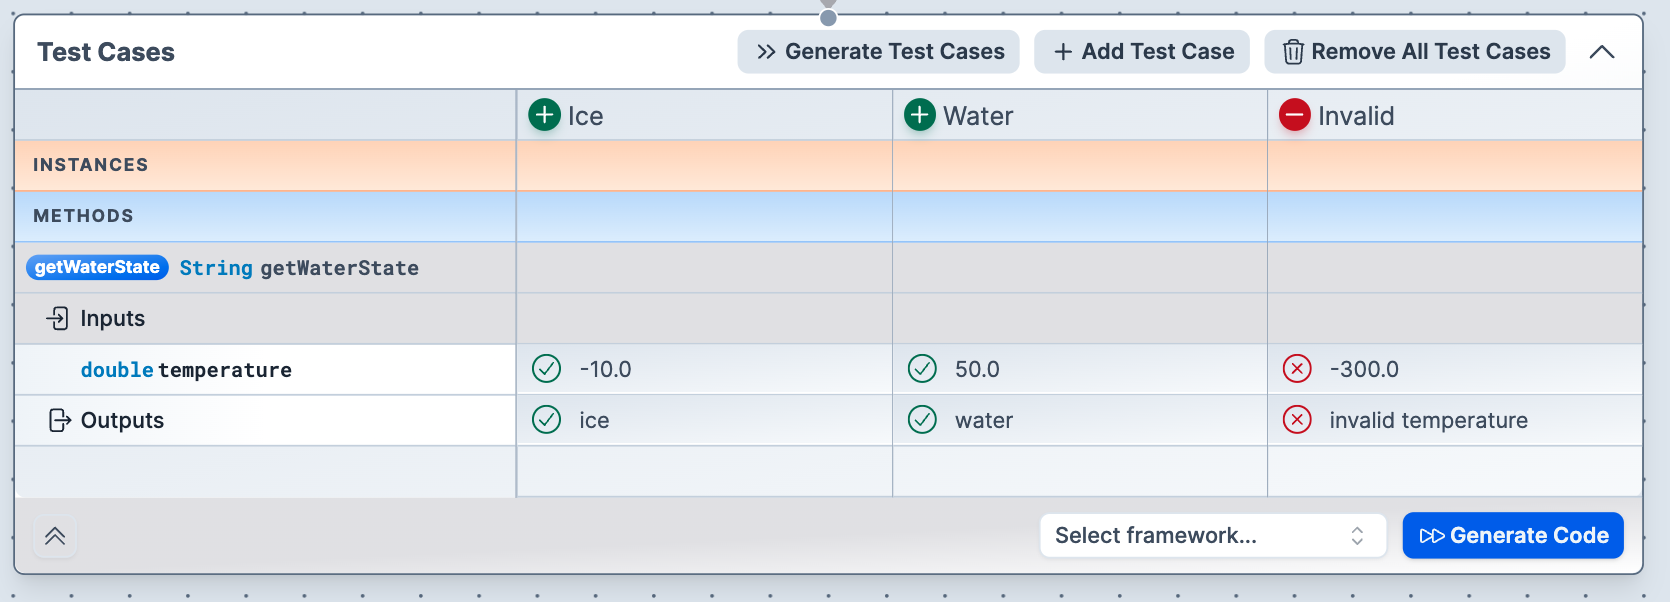 Test Cases Generate Test Cases Add Test Case Remove All Test Cases
Ice Water Invalid
INSTANCES
METHODS
getWaterState String getWaterState
Inputs
double temperature -10.0 50.0 -300.0
Outputs ice water invalid temperature
Select framework... Generate Code